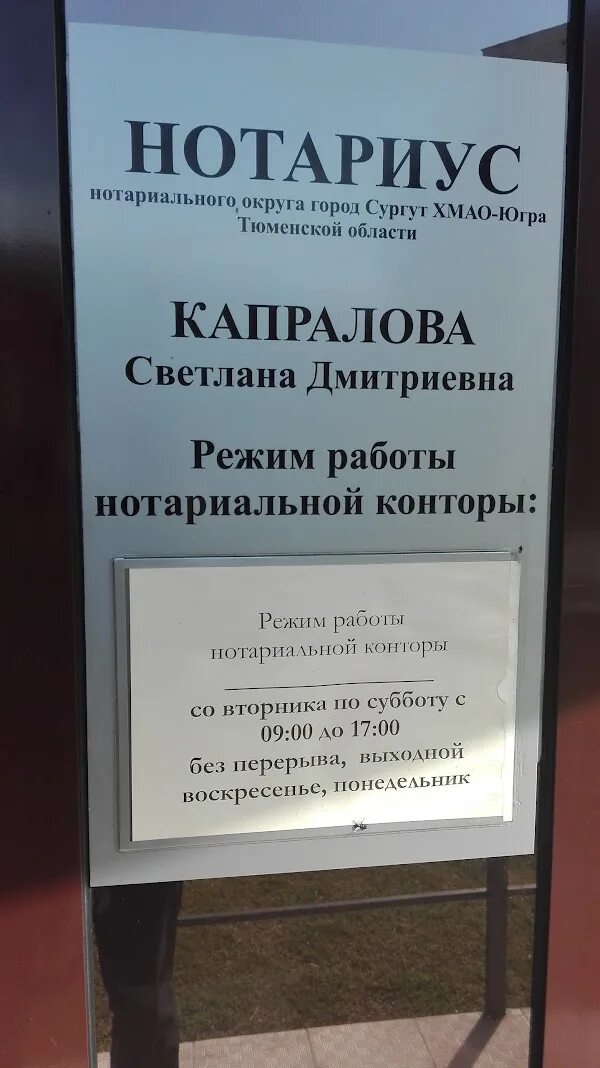 НОТАРИУС
нотариального округа город Сургут ХМАО-Югра
Тюменской области
КАПРАЛОВА
Светлана Дмитриевна
Режим работы
нотариальной конторы:
Режим работы
нотариальной конторы
со вторника по субботу с
09:00 до 17:00
без перерыва, выходной
воскресенье, понедельник